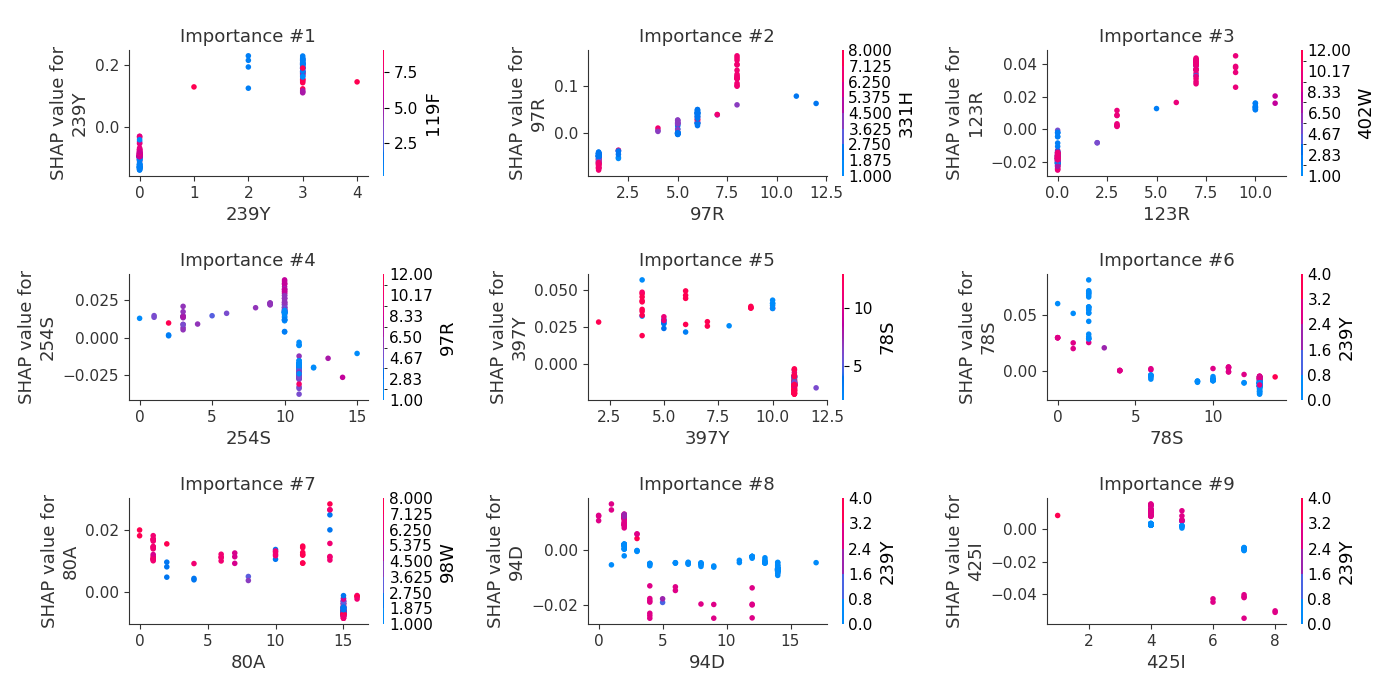 Importance #1
SHAP value for
239Y
0.2
0.0
0 1 2 3 4
239Y
7.5
5.0
2.5
119F
Importance #2
SHAP value for
97R
0.1
0.0
2.5 5.0 7.5 10.0 12.5
97R
8.000
7.125
6.250
5.375
4.500
3.625
2.750
1.875
1.000
331H
Importance #3
SHAP value for
123R
0.04
0.02
0.00
−0.02
0.0 2.5 5.0 7.5 10.0
123R
12.00
10.17
8.33
6.50
4.67
2.83
1.00
402W
Importance #4
SHAP value for
254S
0.025
0.000
−0.025
0 5 10 15
254S
12.00
10.17
8.33
6.50
4.67
2.83
1.00
97R
Importance #5
SHAP value for
397Y
0.050
0.025
0.000
2.5 5.0 7.5 10.0 12.5
397Y
10
5
78S
Importance #6
SHAP value for
78S
0.05
0.00
0 5 10
78S
4.0
3.2
2.4
1.6
0.8
0.0
239Y
Importance #7
SHAP value for
80A
0.02
0.00
0 5 10 15
80A
8.000
7.125
6.250
5.375
4.500
3.625
2.750
1.875
1.000
98W
Importance #8
SHAP value for
94D
0.00
−0.02
0 5 10 15
94D
4.0
3.2
2.4
1.6
0.8
0.0
239Y
Importance #9
SHAP value for
425I
0.00
−0.02
−0.04
2 4 6 8
425I
4.0
3.2
2.4
1.6
0.8
0.0
239Y